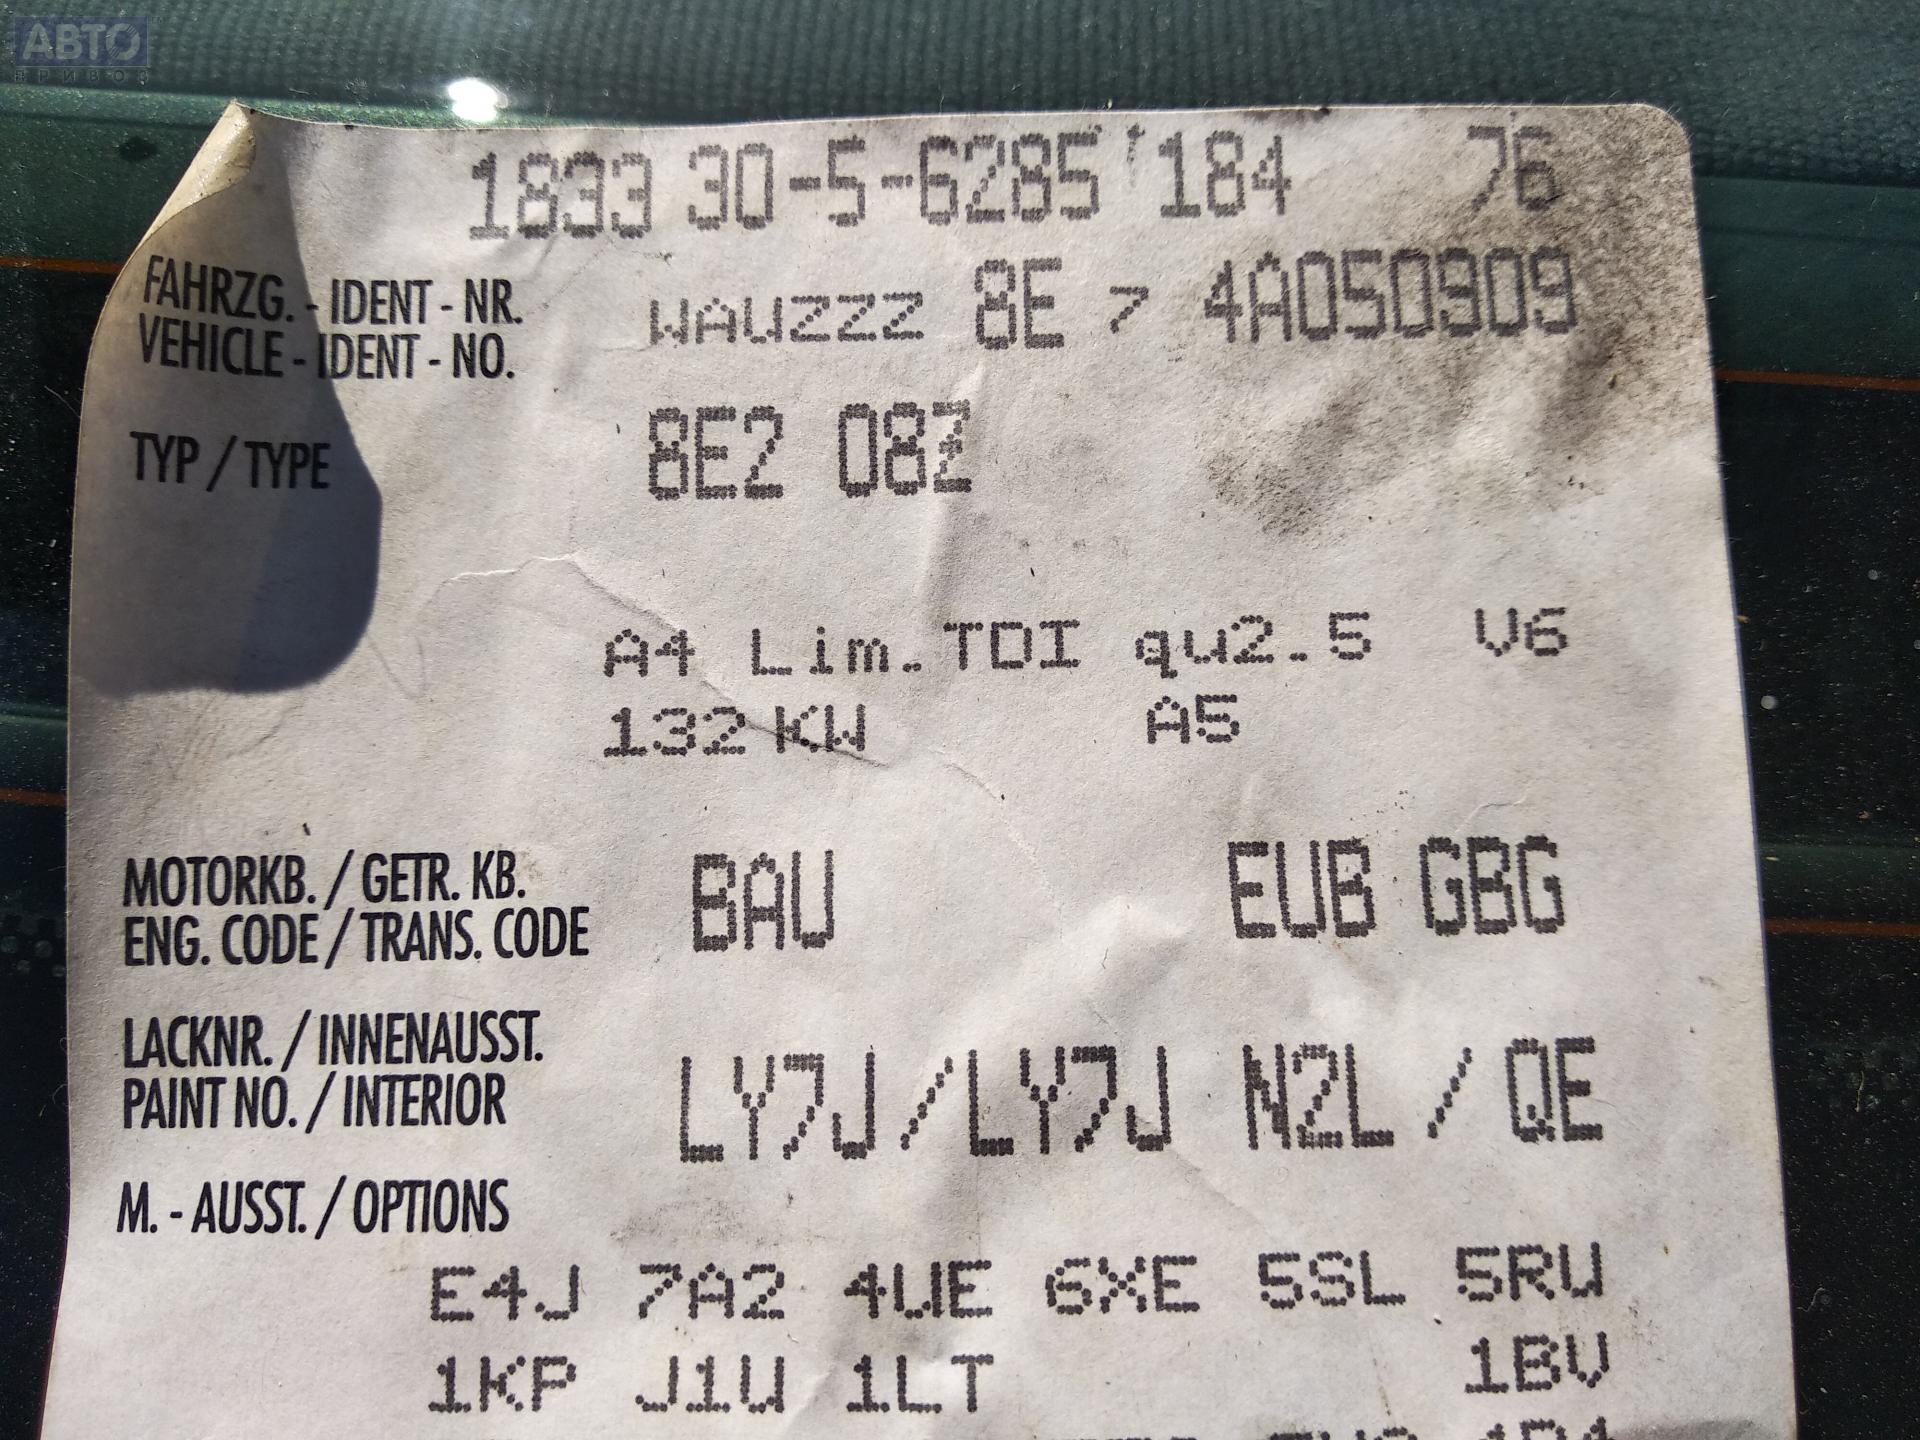 АВТО
ПРИВОЗ
1833 30-5-6285 184 76
FAHRZG. - IDENT - NR.
VEHICLE - IDENT - NO.
WAUZZZ 8E > 4A050909
TYP / TYPE
8E2 08Z
A4 Lim.TDI qu2.5 V6
132 KW A5
MOTORKB. / GETR. KB.
ENG. CODE / TRANS. CODE
BAU EUB GBG
LACKNR. / INNENAUSST.
PAINT NO. / INTERIOR
LY7J/LY7J N2L / QE
M. - AUSST. / OPTIONS
E4J 7A2 4UE 6XE 5SL 5RU
1KP J1U 1LT 1BV